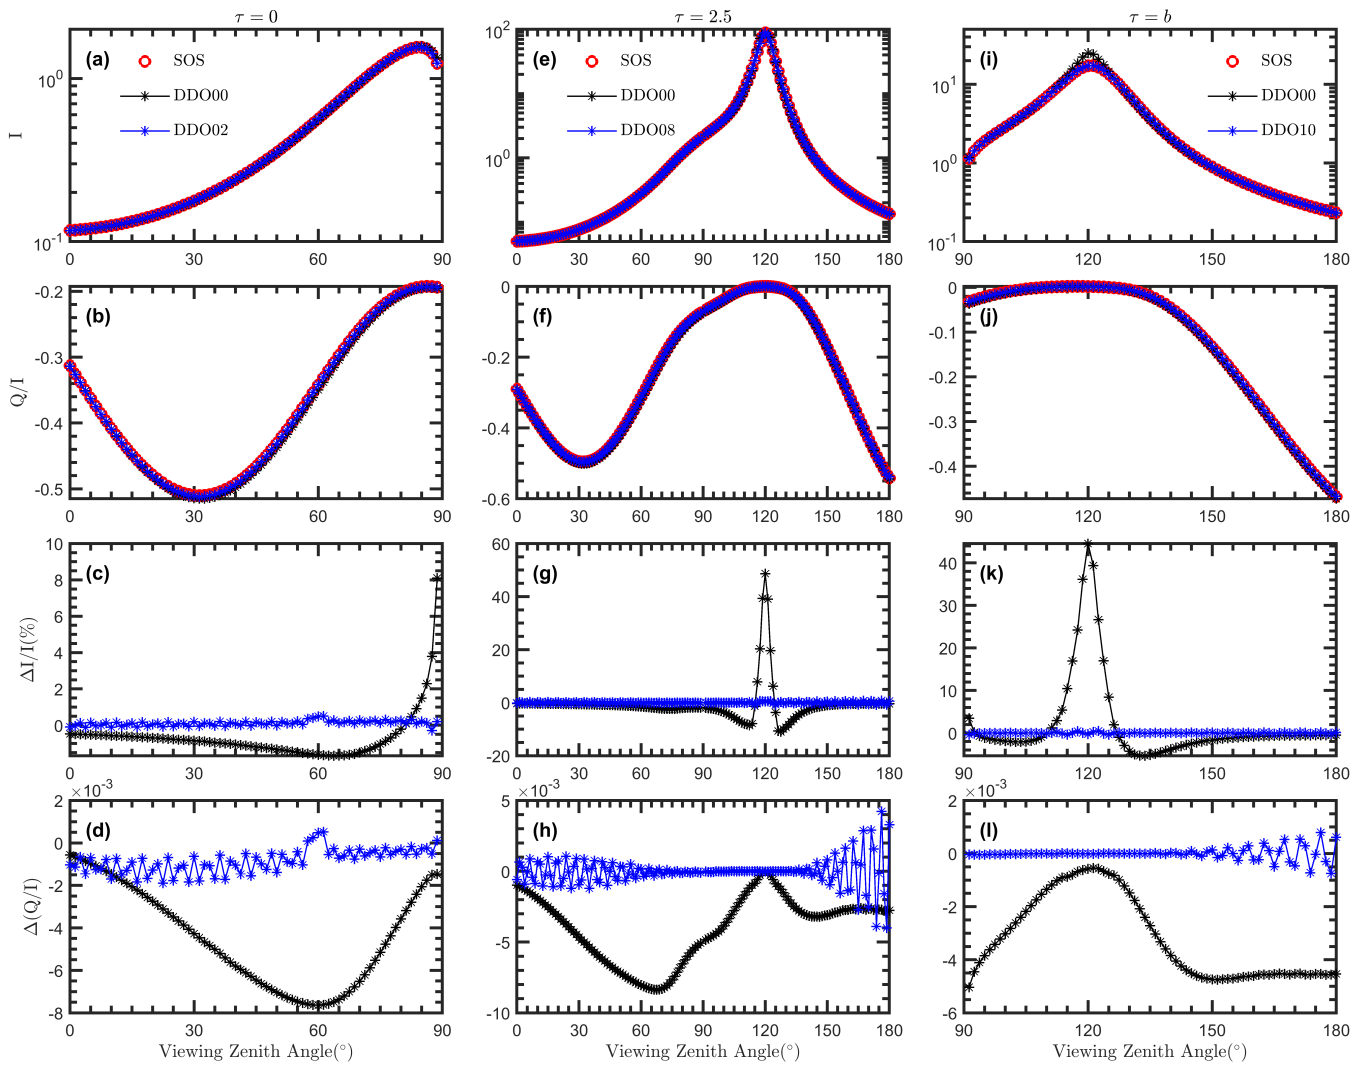 τ = 0
τ = 2.5
τ = b
(a)
SOS
DDO00
DDO02
I
10^0
10^-1
0 30 60 90
(e)
SOS
DDO00
DDO08
10^2
10^0
0 30 60 90 120 150 180
(i)
SOS
DDO00
DDO10
10^1
10^0
10^-1
90 120 150 180
(b)
Q/I
-0.2
-0.3
-0.4
-0.5
0 30 60 90
(f)
0
-0.2
-0.4
-0.6
0 30 60 90 120 150 180
(j)
0
-0.1
-0.2
-0.3
-0.4
90 120 150 180
(c)
ΔI/I(%)
10
8
6
4
2
0
0 30 60 90
(g)
60
40
20
0
-20
0 30 60 90 120 150 180
(k)
40
30
20
10
0
90 120 150 180
(d)
×10^-3
Δ(Q/I)
2
0
-2
-4
-6
-8
0 30 60 90
Viewing Zenith Angle(°)
(h)
×10^-3
5
0
-5
-10
0 30 60 90 120 150 180
Viewing Zenith Angle(°)
(l)
×10^-3
2
0
-2
-4
-6
90 120 150 180
Viewing Zenith Angle(°)